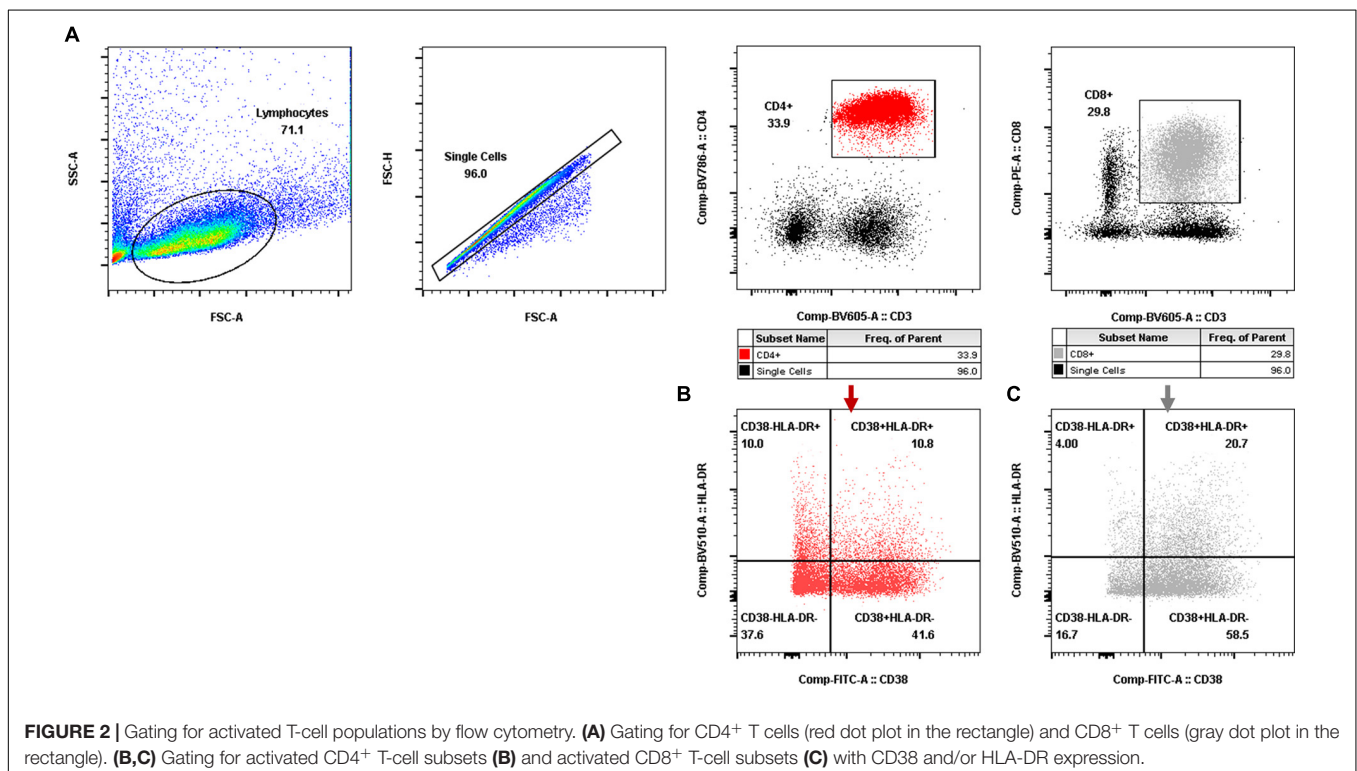 A
Lymphocytes
71.1
SSC-A
FSC-A
Single Cells
96.0
FSC-H
FSC-A
CD4+
33.9
Comp-BV786-A :: CD4
Comp-BV605-A :: CD3
CD8+
29.8
Comp-PE-A :: CD8
Comp-BV605-A :: CD3
Subset Name Freq. of Parent
CD4+ 33.9
Single Cells 96.0
Subset Name Freq. of Parent
CD8+ 29.8
Single Cells 96.0
B
CD38-HLA-DR+
10.0
CD38+HLA-DR+
10.8
Comp-BV510-A :: HLA-DR
CD38-HLA-DR-
37.6
CD38+HLA-DR-
41.6
Comp-FITC-A :: CD38
C
CD38-HLA-DR+
4.00
CD38+HLA-DR+
20.7
Comp-BV510-A :: HLA-DR
CD38-HLA-DR-
16.7
CD38+HLA-DR-
58.5
Comp-FITC-A :: CD38
FIGURE 2 | Gating for activated T-cell populations by flow cytometry. (A) Gating for CD4⁺ T cells (red dot plot in the rectangle) and CD8⁺ T cells (gray dot plot in the
rectangle). (B,C) Gating for activated CD4⁺ T-cell subsets (B) and activated CD8⁺ T-cell subsets (C) with CD38 and/or HLA-DR expression.